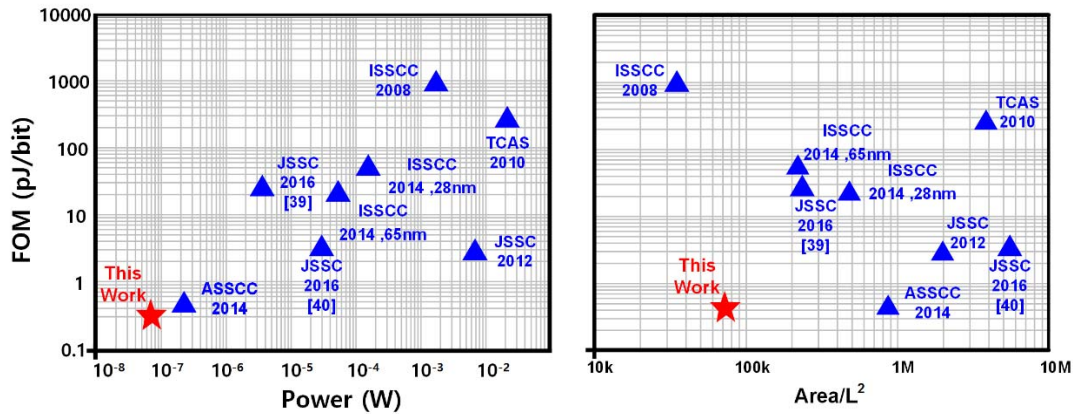 10000
1000
100
10
1
0.1
FOM (pJ/bit)
ISSCC
2008
TCAS
2010
JSSC
2016
[39]
ISSCC
2014 ,28nm
ISSCC
2014 ,65nm
JSSC
2016
[40]
JSSC
2012
This
Work
ASSCC
2014
10⁻⁸ 10⁻⁷ 10⁻⁶ 10⁻⁵ 10⁻⁴ 10⁻³ 10⁻²
Power (W)
ISSCC
2008
TCAS
2010
ISSCC
2014 ,65nm
ISSCC
2014 ,28nm
JSSC
2016
[39]
JSSC
2012
JSSC
2016
[40]
This
Work
ASSCC
2014
10k 100k 1M 10M
Area/L²